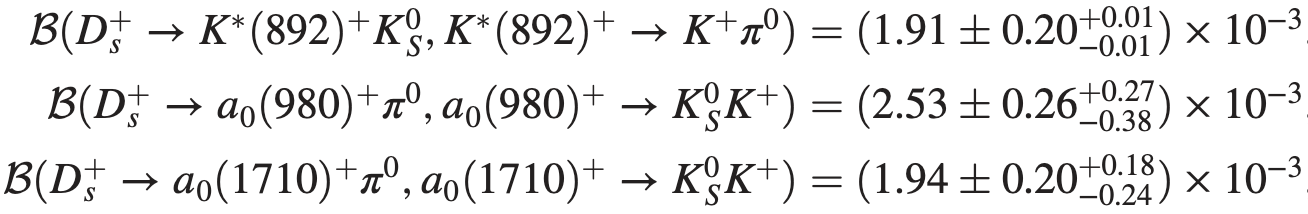 ℬ(D_s^+ → K*(892)^+ K_S^0, K*(892)^+ → K^+ π^0) = (1.91 ± 0.20^{+0.01}_{−0.01}) × 10^{−3}.
ℬ(D_s^+ → a_0(980)^+ π^0, a_0(980)^+ → K_S^0 K^+) = (2.53 ± 0.26^{+0.27}_{−0.38}) × 10^{−3}
ℬ(D_s^+ → a_0(1710)^+ π^0, a_0(1710)^+ → K_S^0 K^+) = (1.94 ± 0.20^{+0.18}_{−0.24}) × 10^{−3}.